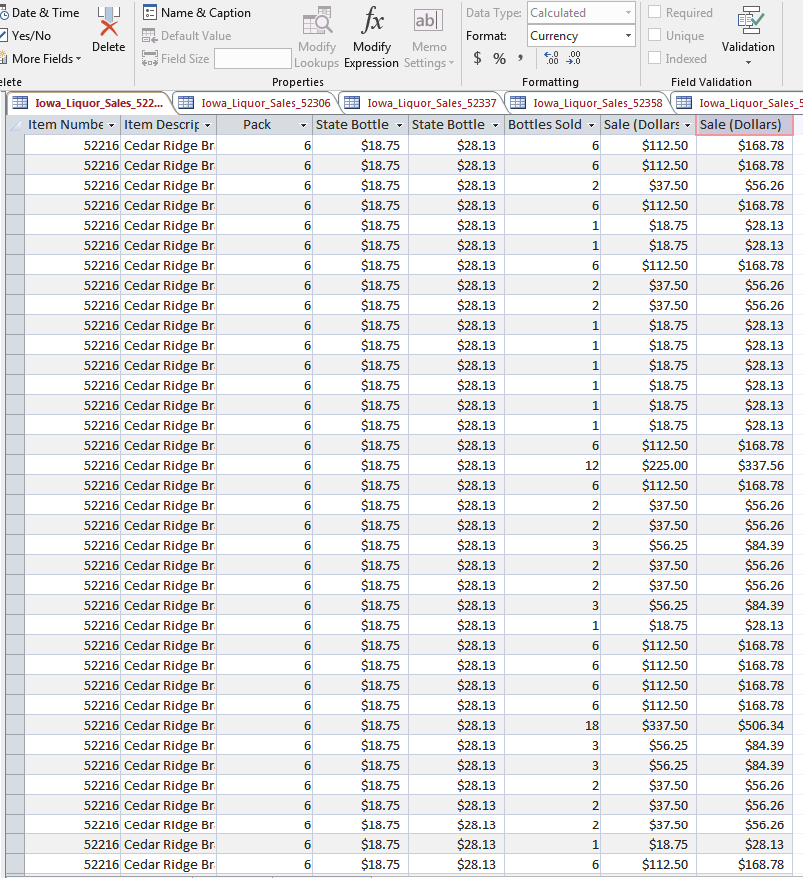 Date & Time Name & Caption Data Type: Calculated Required
Yes/No Default Value Format: Currency Unique
More Fields Delete Field Size Modify Lookups Modify Expression Memo Settings $ % , .0 .00 .00 .0 Validation Indexed
elete Properties Formatting Field Validation
Iowa_Liquor_Sales_522... Iowa_Liquor_Sales_52306 Iowa_Liquor_Sales_52337 Iowa_Liquor_Sales_52358 Iowa_Liquor_Sales_5
Item Numbe Item Descrip Pack State Bottle State Bottle Bottles Sold Sale (Dollars Sale (Dollars)
52216 Cedar Ridge Br 6 $18.75 $28.13 6 $112.50 $168.78
52216 Cedar Ridge Br 6 $18.75 $28.13 6 $112.50 $168.78
52216 Cedar Ridge Br 6 $18.75 $28.13 2 $37.50 $56.26
52216 Cedar Ridge Br 6 $18.75 $28.13 6 $112.50 $168.78
52216 Cedar Ridge Br 6 $18.75 $28.13 1 $18.75 $28.13
52216 Cedar Ridge Br 6 $18.75 $28.13 1 $18.75 $28.13
52216 Cedar Ridge Br 6 $18.75 $28.13 6 $112.50 $168.78
52216 Cedar Ridge Br 6 $18.75 $28.13 2 $37.50 $56.26
52216 Cedar Ridge Br 6 $18.75 $28.13 2 $37.50 $56.26
52216 Cedar Ridge Br 6 $18.75 $28.13 1 $18.75 $28.13
52216 Cedar Ridge Br 6 $18.75 $28.13 1 $18.75 $28.13
52216 Cedar Ridge Br 6 $18.75 $28.13 1 $18.75 $28.13
52216 Cedar Ridge Br 6 $18.75 $28.13 1 $18.75 $28.13
52216 Cedar Ridge Br 6 $18.75 $28.13 1 $18.75 $28.13
52216 Cedar Ridge Br 6 $18.75 $28.13 1 $18.75 $28.13
52216 Cedar Ridge Br 6 $18.75 $28.13 6 $112.50 $168.78
52216 Cedar Ridge Br 6 $18.75 $28.13 12 $225.00 $337.56
52216 Cedar Ridge Br 6 $18.75 $28.13 6 $112.50 $168.78
52216 Cedar Ridge Br 6 $18.75 $28.13 2 $37.50 $56.26
52216 Cedar Ridge Br 6 $18.75 $28.13 2 $37.50 $56.26
52216 Cedar Ridge Br 6 $18.75 $28.13 3 $56.25 $84.39
52216 Cedar Ridge Br 6 $18.75 $28.13 2 $37.50 $56.26
52216 Cedar Ridge Br 6 $18.75 $28.13 2 $37.50 $56.26
52216 Cedar Ridge Br 6 $18.75 $28.13 3 $56.25 $84.39
52216 Cedar Ridge Br 6 $18.75 $28.13 1 $18.75 $28.13
52216 Cedar Ridge Br 6 $18.75 $28.13 6 $112.50 $168.78
52216 Cedar Ridge Br 6 $18.75 $28.13 6 $112.50 $168.78
52216 Cedar Ridge Br 6 $18.75 $28.13 6 $112.50 $168.78
52216 Cedar Ridge Br 6 $18.75 $28.13 6 $112.50 $168.78
52216 Cedar Ridge Br 6 $18.75 $28.13 18 $337.50 $506.34
52216 Cedar Ridge Br 6 $18.75 $28.13 3 $56.25 $84.39
52216 Cedar Ridge Br 6 $18.75 $28.13 3 $56.25 $84.39
52216 Cedar Ridge Br 6 $18.75 $28.13 2 $37.50 $56.26
52216 Cedar Ridge Br 6 $18.75 $28.13 2 $37.50 $56.26
52216 Cedar Ridge Br 6 $18.75 $28.13 2 $37.50 $56.26
52216 Cedar Ridge Br 6 $18.75 $28.13 1 $18.75 $28.13
52216 Cedar Ridge Br 6 $18.75 $28.13 6 $112.50 $168.78